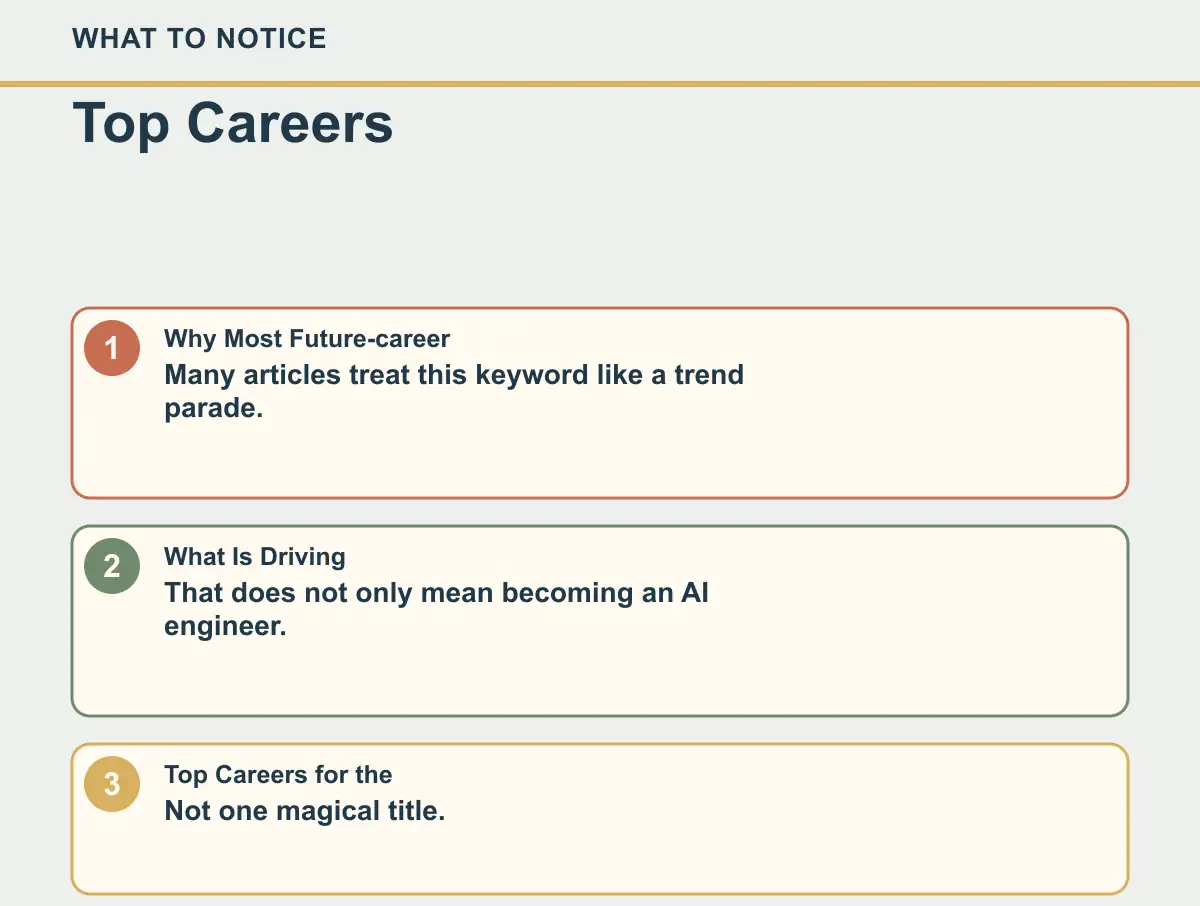 WHAT TO NOTICE
Top Careers
1
Why Most Future-career
Many articles treat this keyword like a trend
parade.
2
What Is Driving
That does not only mean becoming an AI
engineer.
3
Top Careers for the
Not one magical title.